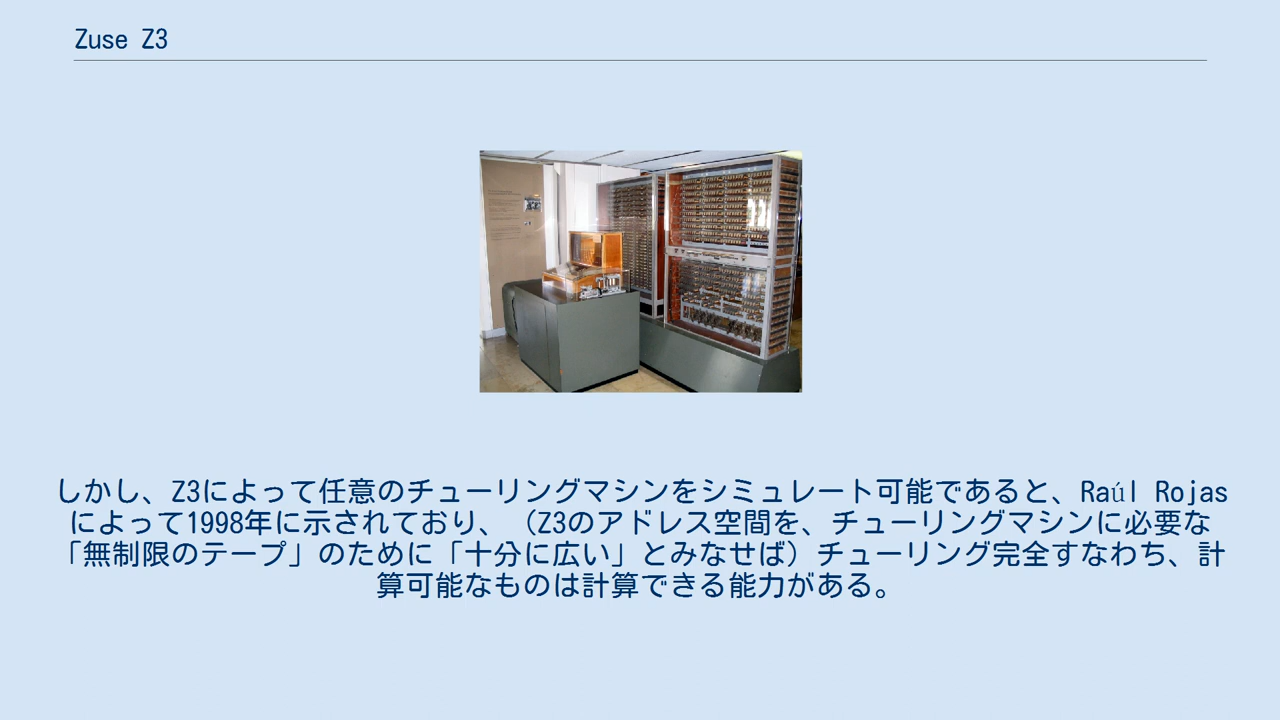 Zuse Z3
しかし、Z3によって任意のチューリングマシンをシミュレート可能であると、Raúl Rojas
によって1998年に示されており、（Z3のアドレス空間を、チューリングマシンに必要な
「無制限のテープ」のために「十分に広い」とみなせば）チューリング完全すなわち、計
算可能なものは計算できる能力がある。